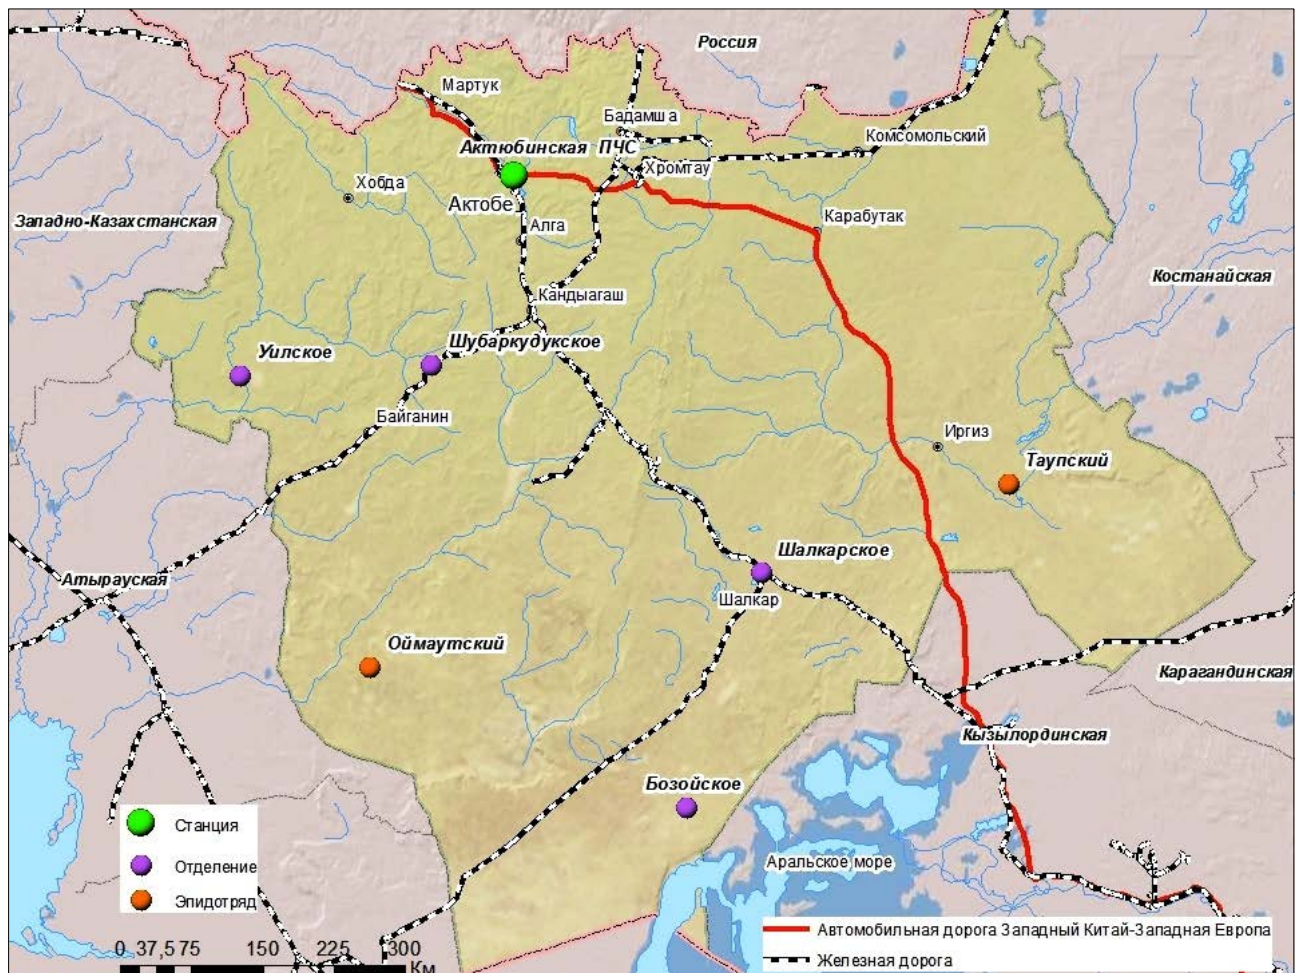 Россия
Мартук
Бадамша
Комсомольский
Актюбинская ПЧС
Хромтау
Хобда
Актобе
Западно-Казахстанская
Карабутак
Алга
Костанайская
Кандыагаш
Шубаркудукское
Уилское
Байганин
Иргиз
Таупский
Шалкарское
Атырауская
Шалкар
Оймаутский
Карагандинская
Кызылординская
Бозойское
Станция
Аральское море
Отделение
Эпидотряд
Автомобильная дорога Западный Китай-Западная Европа
0 37,5 75 150 225 300
Км
Железная дорога